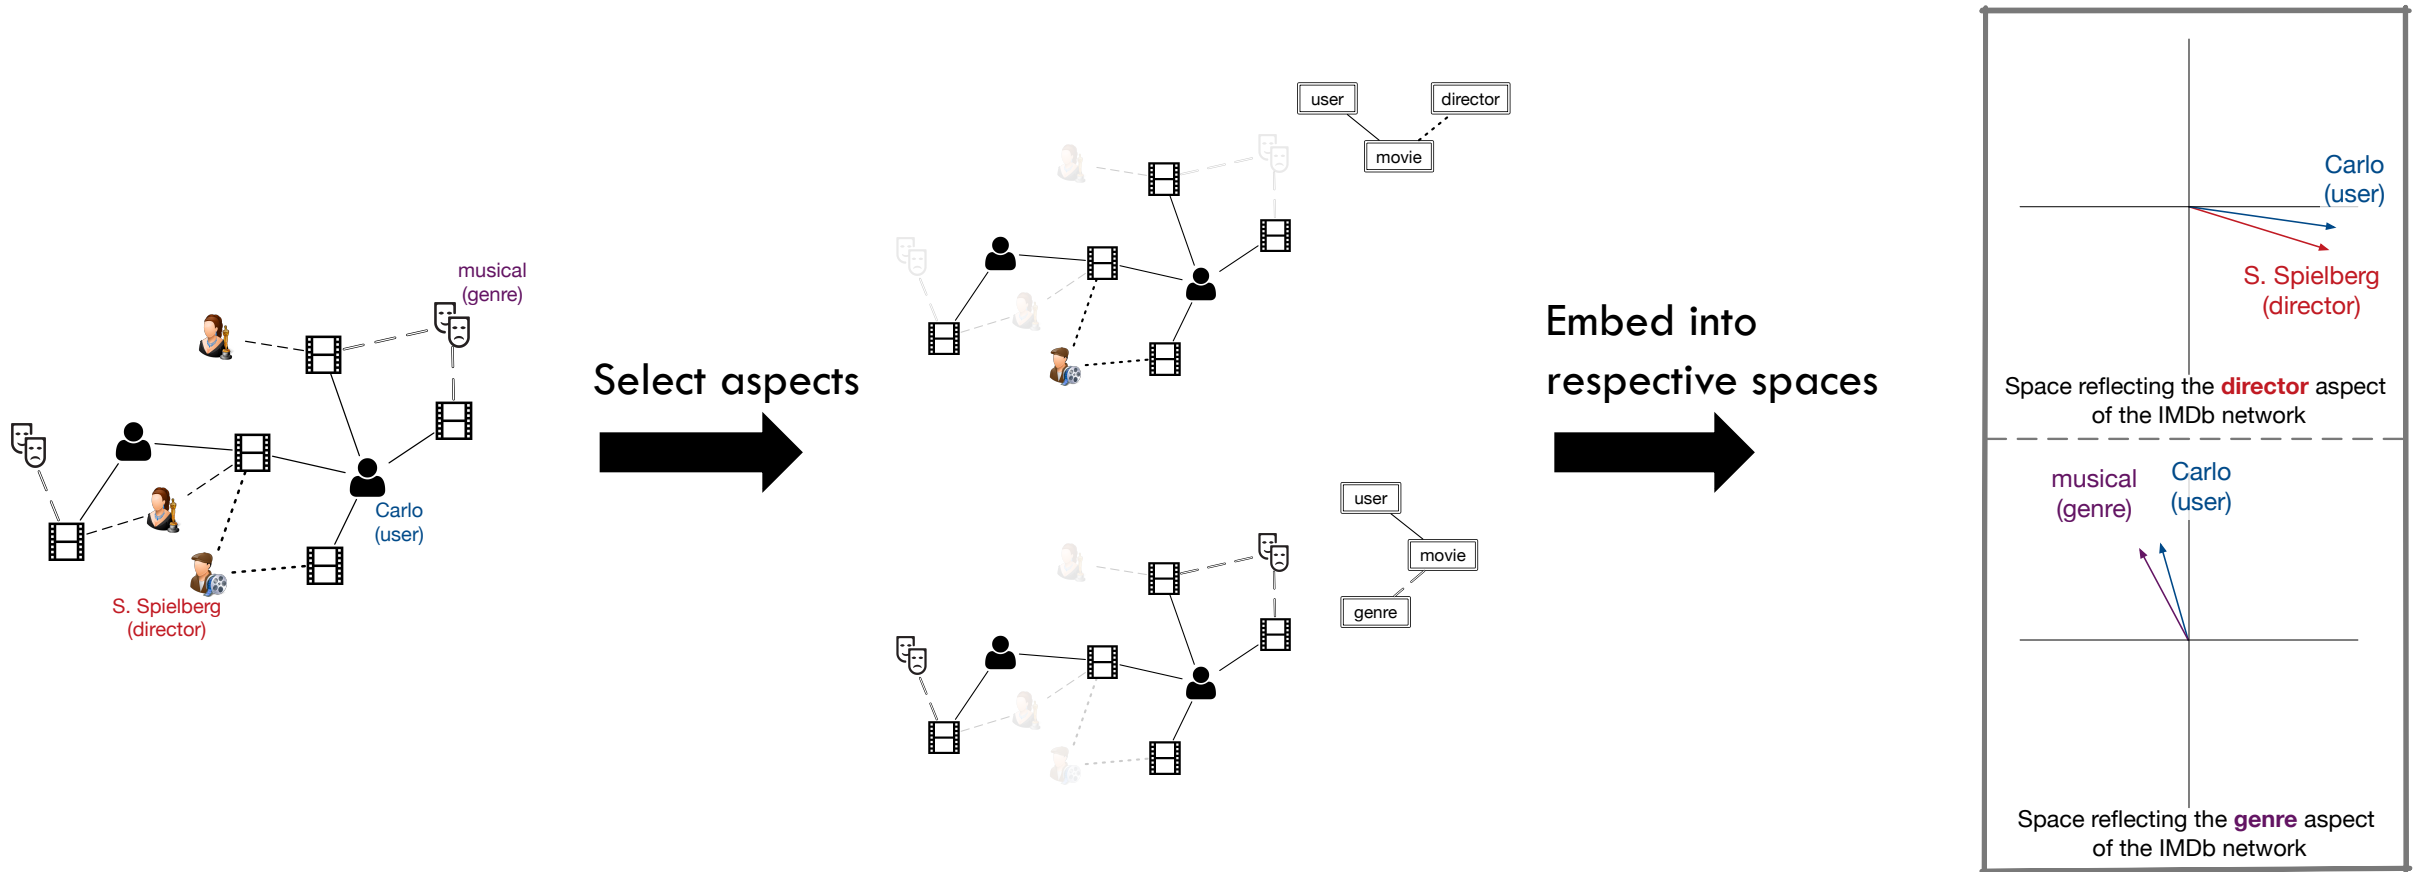 musical
(genre)
Carlo
(user)
S. Spielberg
(director)
Select aspects
user
director
movie
user
movie
genre
Embed into
respective spaces
Carlo
(user)
S. Spielberg
(director)
Space reflecting the director aspect
of the IMDb network
musical
(genre)
Carlo
(user)
Space reflecting the genre aspect
of the IMDb network